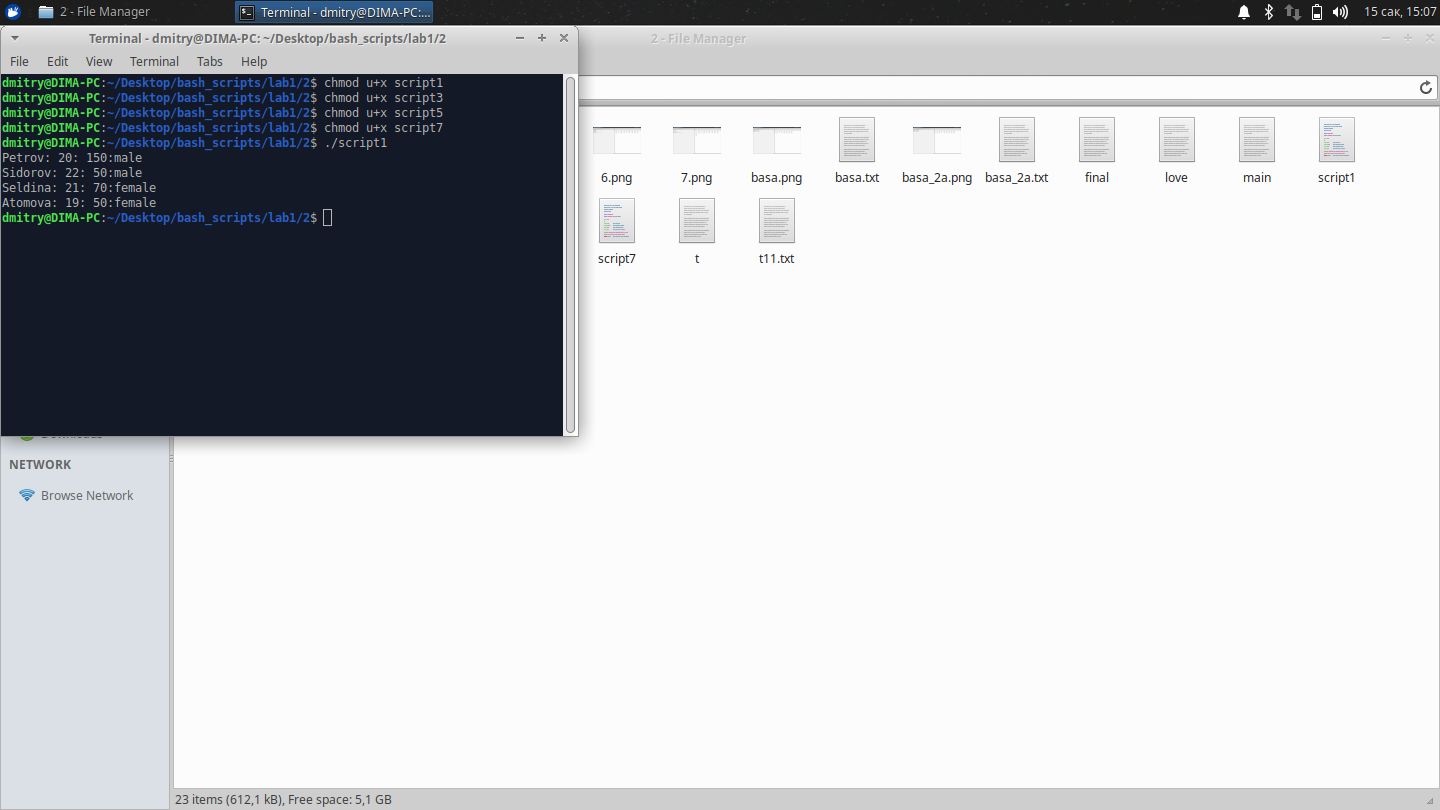 2 - File Manager
Terminal - dmitry@DIMA-PC:...
15 сак, 15:07
Terminal - dmitry@DIMA-PC: ~/Desktop/bash_scripts/lab1/2
2 - File Manager
File Edit View Terminal Tabs Help
dmitry@DIMA-PC:~/Desktop/bash_scripts/lab1/2$ chmod u+x script1
dmitry@DIMA-PC:~/Desktop/bash_scripts/lab1/2$ chmod u+x script3
dmitry@DIMA-PC:~/Desktop/bash_scripts/lab1/2$ chmod u+x script5
dmitry@DIMA-PC:~/Desktop/bash_scripts/lab1/2$ chmod u+x script7
dmitry@DIMA-PC:~/Desktop/bash_scripts/lab1/2$ ./script1
Petrov: 20: 150:male
Sidorov: 22: 50:male
Seldina: 21: 70:female
Atomova: 19: 50:female
dmitry@DIMA-PC:~/Desktop/bash_scripts/lab1/2$
6.png 7.png basa.png basa.txt basa_2a.png basa_2a.txt final love main script1
script7 t t11.txt
NETWORK
Browse Network
23 items (612,1 kB), Free space: 5,1 GB